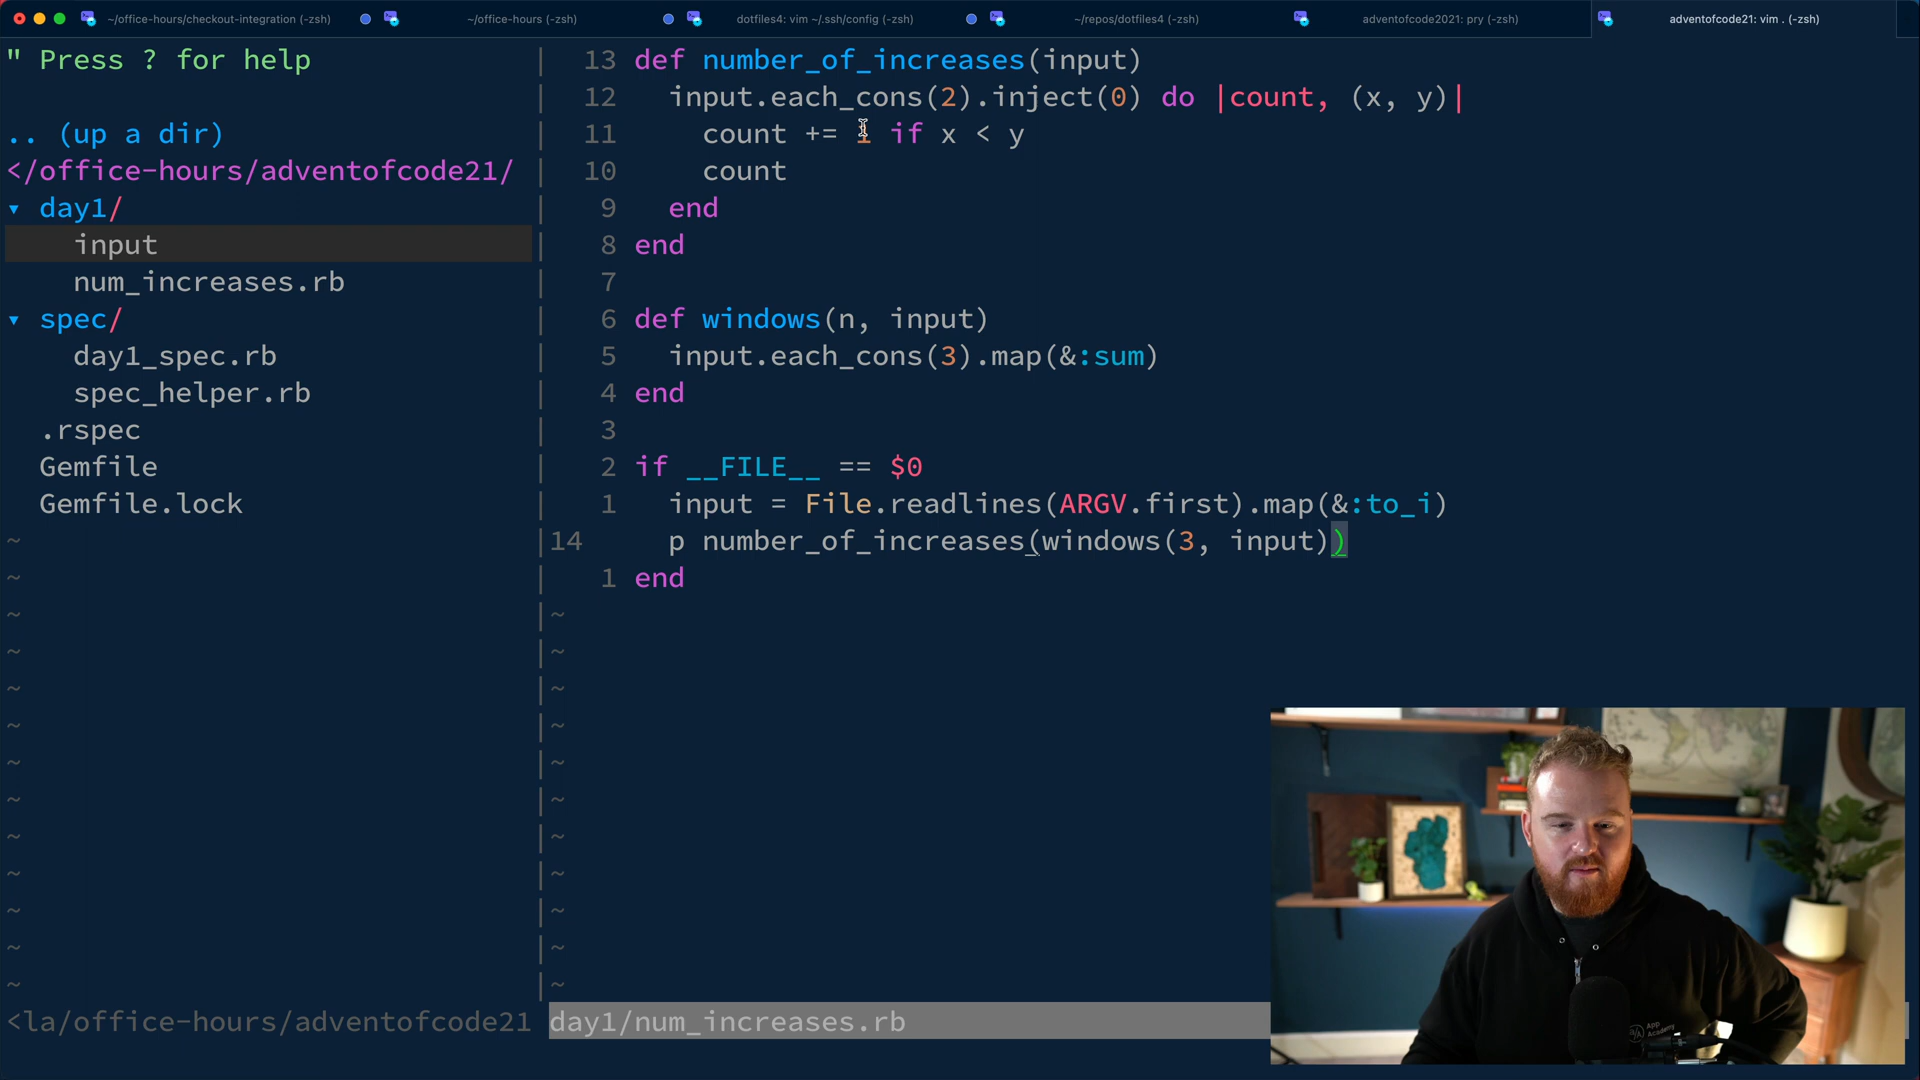 ~/office-hours/checkout-integration (-zsh)
~/office-hours (-zsh)
dotfiles4: vim ~/.ssh/config (-zsh)
~/repos/dotfiles4 (-zsh)
adventofcode2021: pry (-zsh)
adventofcode21: vim . (-zsh)
" Press ? for help
.. (up a dir)
</office-hours/adventofcode21/
▾ day1/
input
num_increases.rb
▾ spec/
day1_spec.rb
spec_helper.rb
.rspec
Gemfile
Gemfile.lock
~
~
~
~
~
~
~
~
~
~
~
~
~
<la/office-hours/adventofcode21
13 def number_of_increases(input)
12 input.each_cons(2).inject(0) do |count, (x, y)|
11 count += 1 if x < y
10 count
9 end
8 end
7
6 def windows(n, input)
5 input.each_cons(3).map(&:sum)
4 end
3
2 if __FILE__ == $0
1 input = File.readlines(ARGV.first).map(&:to_i)
14 p number_of_increases(windows(3, input))
1 end
~
~
~
~
~
~
~
~
~
~
~
day1/num_increases.rb
App
Academy